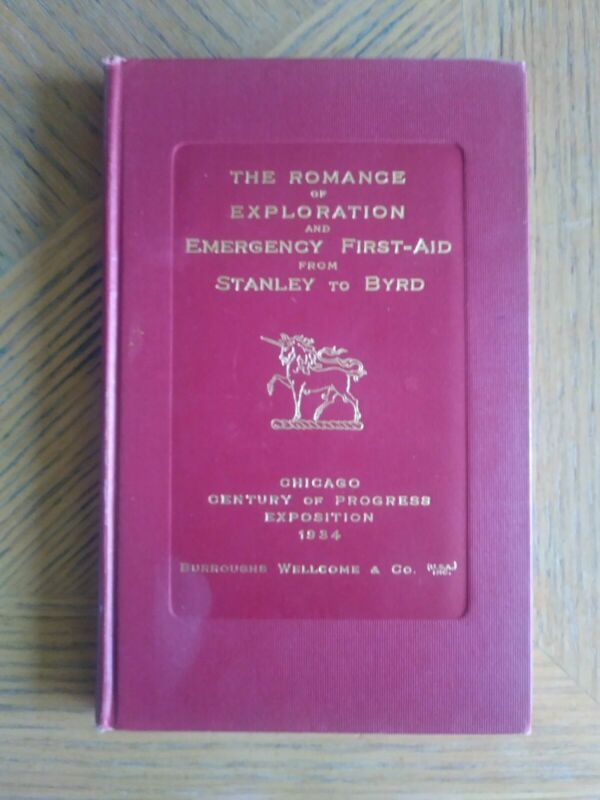 THE ROMANCE
OF
EXPLORATION
AND
EMERGENCY FIRST-AID
FROM
STANLEY TO BYRD
CHICAGO
CENTURY OF PROGRESS
EXPOSITION
1934
BURROUGHS WELLCOME & CO. (U.S.A.) INC.